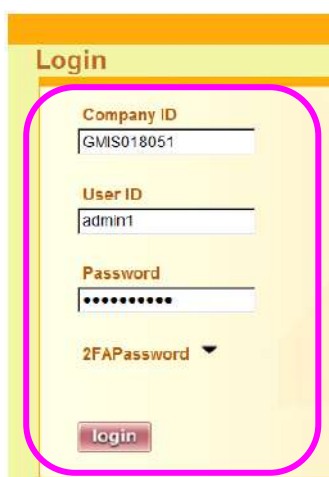 Login
Company ID
GMIS018051
User ID
admin1
Password
••••••••••
2FAPassword
login